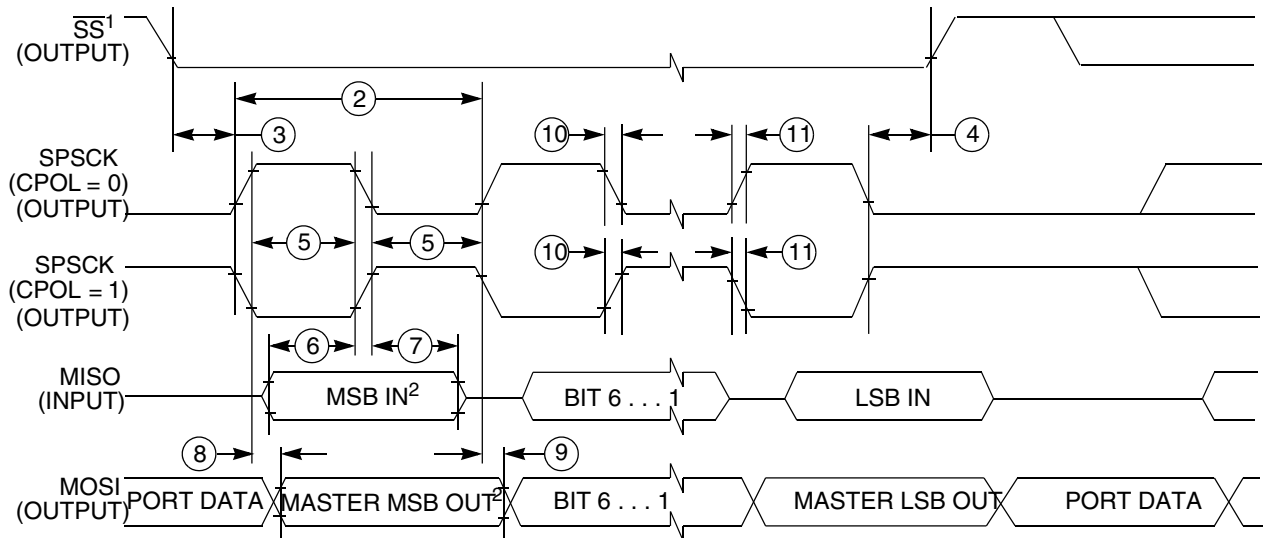 SS¹
(OUTPUT)
2
3
10
11
4
SPSCK
(CPOL = 0)
(OUTPUT)
5
5
10
11
SPSCK
(CPOL = 1)
(OUTPUT)
6
7
MISO
(INPUT)
MSB IN²
BIT 6 . . . 1
LSB IN
8
9
MOSI
(OUTPUT)
PORT DATA
MASTER MSB OUT²
BIT 6 . . . 1
MASTER LSB OUT
PORT DATA